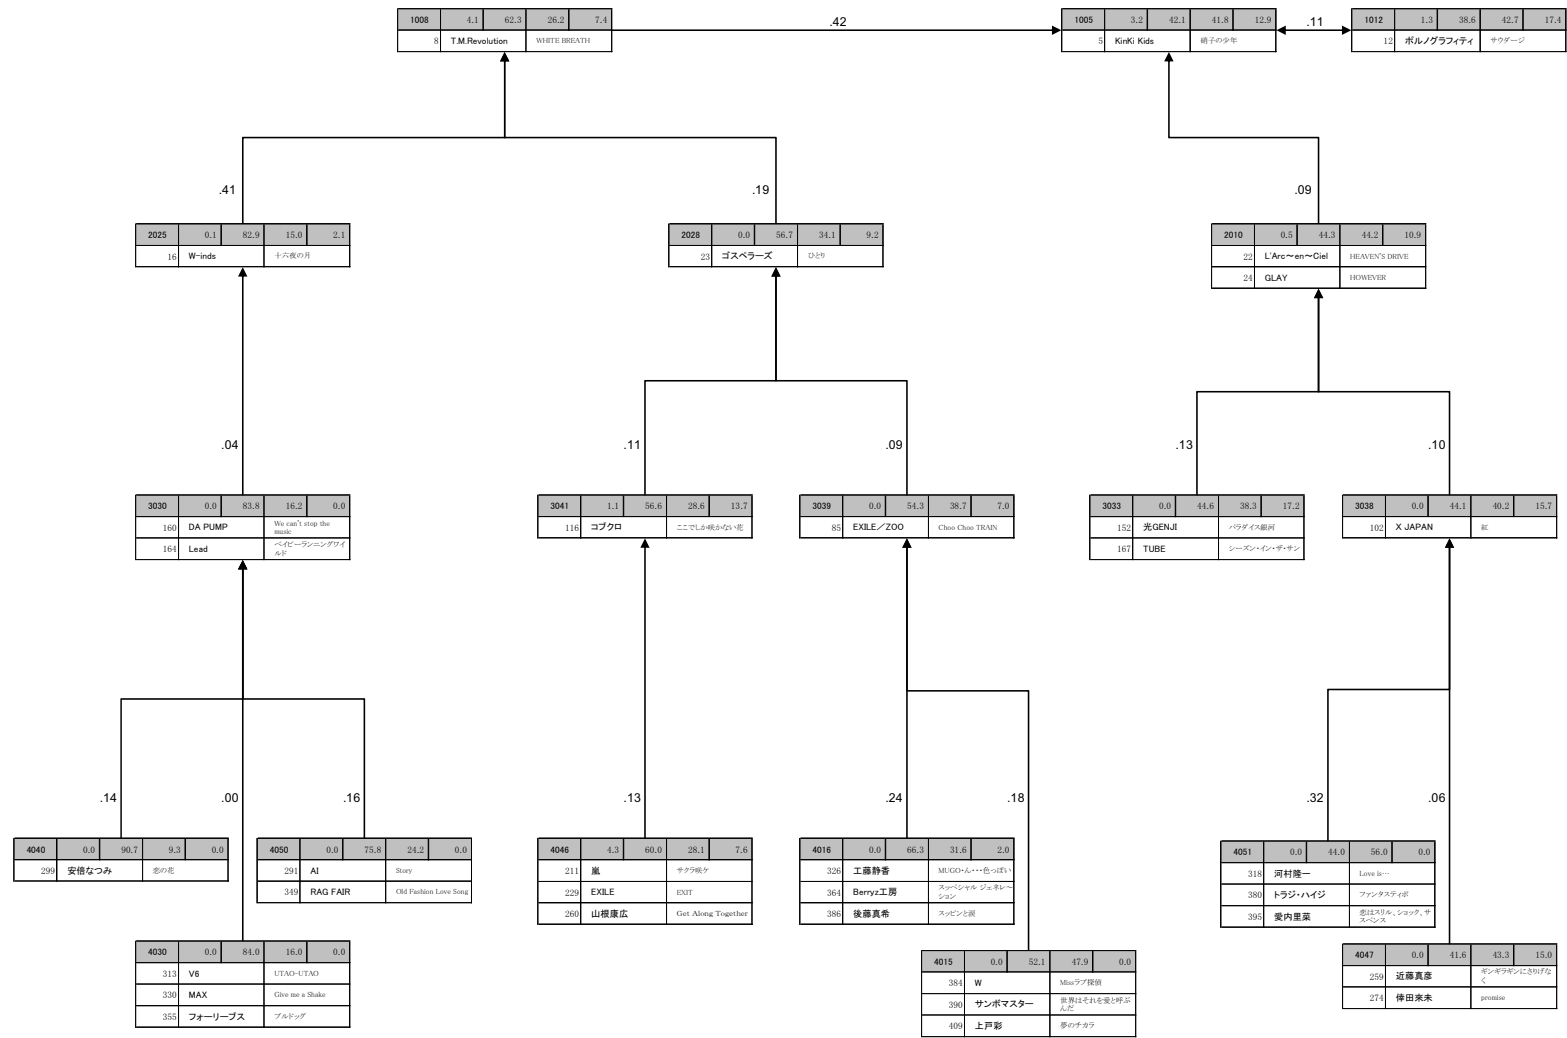 1008 4.1 62.3 26.2 7.4
8 T.M.Revolution WHITE BREATH
.42
1005 3.2 42.1 41.8 12.9
5 KinKi Kids 硝子の少年
.11
1012 1.3 38.6 42.7 17.4
12 ポルノグラフィティ サウダージ
.41
.19
.09
2025 0.1 82.9 15.0 2.1
16 W-inds 十六夜の月
2028 0.0 56.7 34.1 9.2
23 ゴスペラーズ ひとり
2010 0.5 44.3 44.2 10.9
22 L'Arc～en～Ciel HEAVEN'S DRIVE
24 GLAY HOWEVER
.04
.11
.09
.13
.10
3030 0.0 83.8 16.2 0.0
160 DA PUMP We can't stop the
music
164 Lead ベイビーランニングワイ
ルド
3041 1.1 56.6 28.6 13.7
116 コブクロ ここでしか咲かない花
3039 0.0 54.3 38.7 7.0
85 EXILE／ZOO Choo Choo TRAIN
3033 0.0 44.6 38.3 17.2
152 光GENJI パラダイス銀河
167 TUBE シーズン・イン・ザ・サン
3038 0.0 44.1 40.2 15.7
102 X JAPAN 紅
.14
.00
.16
.13
.24
.18
.32
.06
4040 0.0 90.7 9.3 0.0
299 安倍なつみ 恋の花
4050 0.0 75.8 24.2 0.0
291 AI Story
349 RAG FAIR Old Fashion Love Song
4046 4.3 60.0 28.1 7.6
211 嵐 サクラ咲ケ
229 EXILE EXIT
260 山根康広 Get Along Together
4016 0.0 66.3 31.6 2.0
326 工藤静香 MUGO・ん・・・色っぽい
364 Berryz工房 スッペシャル ジェネレ～
ション
386 後藤真希 スッピンと涙
4051 0.0 44.0 56.0 0.0
318 河村隆一 Love is…
380 トラジ・ハイジ ファンタスティポ
395 愛内里菜 恋はスリル、ショック、サ
スペンス
4030 0.0 84.0 16.0 0.0
313 V6 UTAO-UTAO
330 MAX Give me a Shake
355 フォーリーブス ブルドッグ
4015 0.0 52.1 47.9 0.0
384 W Missラブ探偵
390 サンボマスター 世界はそれを愛と呼ぶ
んだ
409 上戸彩 夢のチカラ
4047 0.0 41.6 43.3 15.0
259 近藤真彦 ギンギラギンにさりげな
く
274 倖田来未 promise